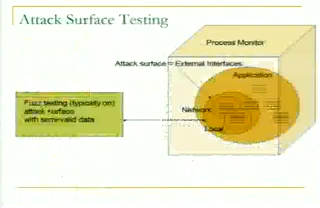 Attack Surface Testing
Process Monitor
Attack surface = External Interfaces
Application
Fuzz testing (typically on)
attack surface
with semi-valid data
Network
Local